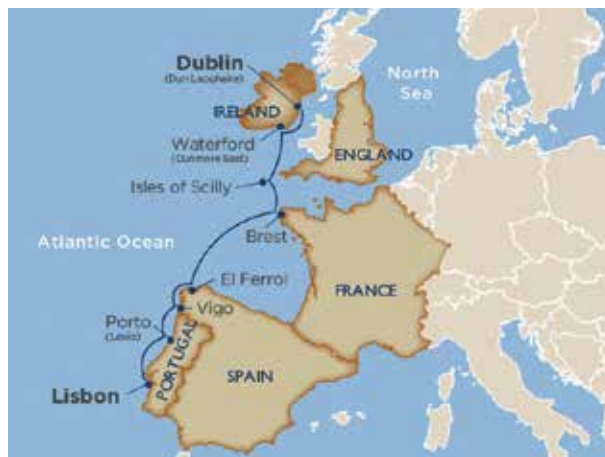 Dublin
(Dun Laoghaire)
North
Sea
IRELAND
Waterford
(Dunmore East)
ENGLAND
Isles of Scilly
Brest
Atlantic Ocean
El Ferrol
FRANCE
Vigo
Porto
(Leixões)
PORTUGAL
SPAIN
Lisbon